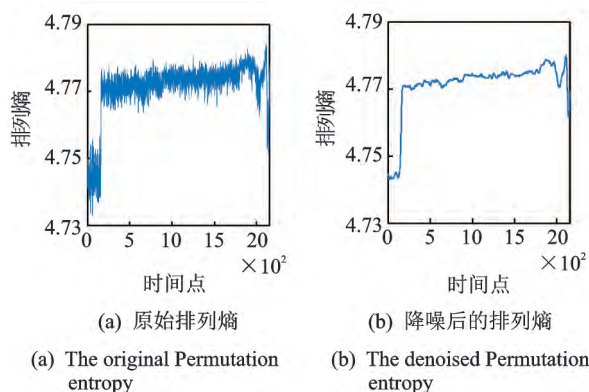 4.79
4.77
4.75
4.73
排列熵
0 5 10 15 20
×10²
时间点
(a) 原始排列熵
(a) The original Permutation
entropy
4.79
4.77
4.75
4.73
排列熵
0 5 10 15 20
×10²
时间点
(b) 降噪后的排列熵
(b) The denoised Permutation
entropy